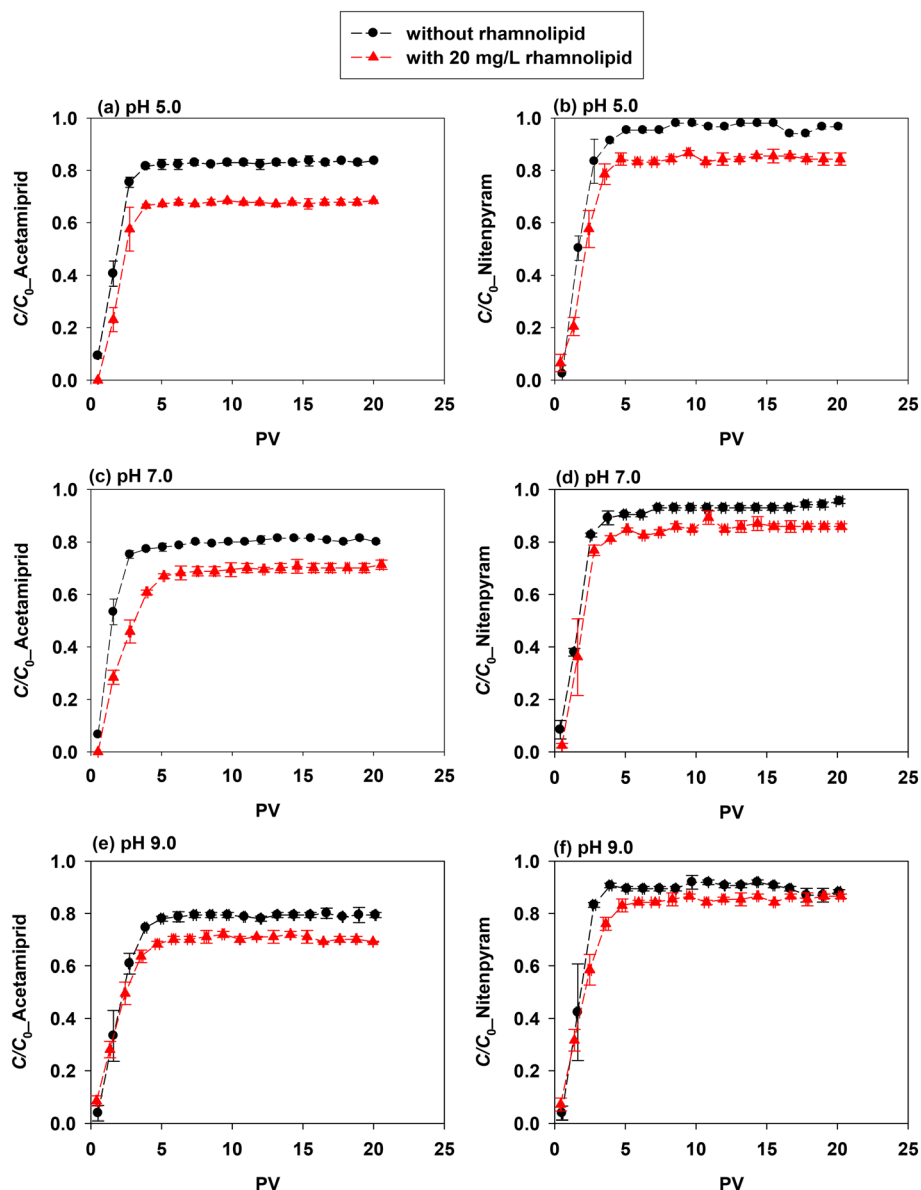 without rhamnolipid
with 20 mg/L rhamnolipid
(a) pH 5.0
1.0
0.8
0.6
0.4
0.2
0.0
C/C0_Acetamiprid
0 5 10 15 20 25
PV
(b) pH 5.0
1.0
0.8
0.6
0.4
0.2
0.0
C/C0_Nitenpyram
0 5 10 15 20 25
PV
(c) pH 7.0
1.0
0.8
0.6
0.4
0.2
0.0
C/C0_Acetamiprid
0 5 10 15 20 25
PV
(d) pH 7.0
1.0
0.8
0.6
0.4
0.2
0.0
C/C0_Nitenpyram
0 5 10 15 20 25
PV
(e) pH 9.0
1.0
0.8
0.6
0.4
0.2
0.0
C/C0_Acetamiprid
0 5 10 15 20 25
PV
(f) pH 9.0
1.0
0.8
0.6
0.4
0.2
0.0
C/C0_Nitenpyram
0 5 10 15 20 25
PV